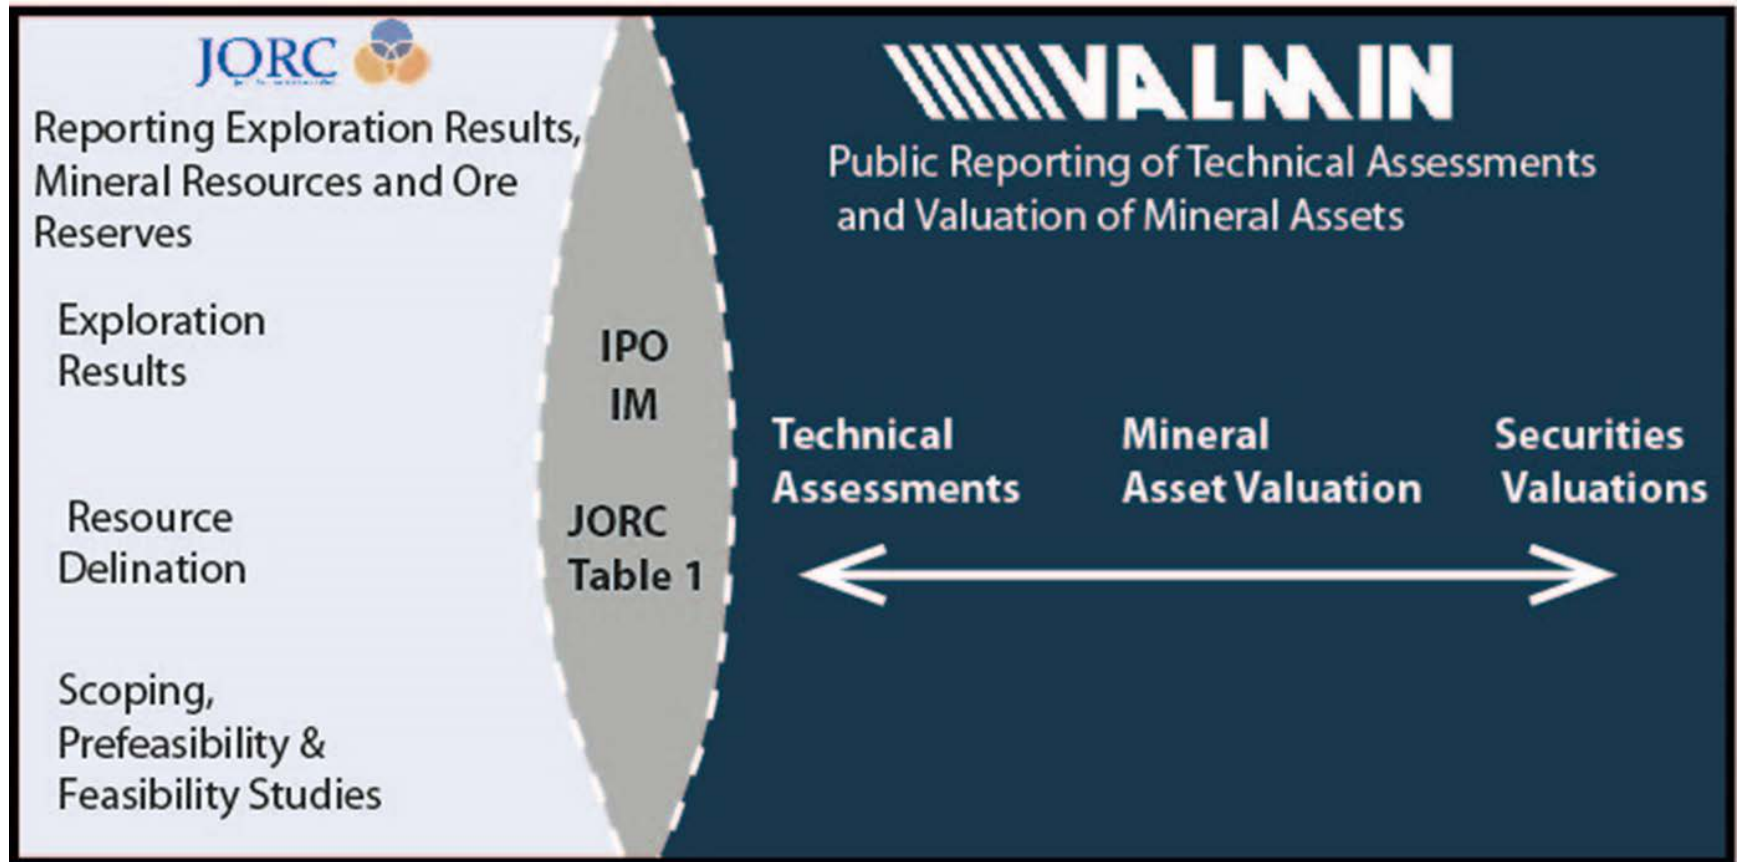 JORC
Reporting Exploration Results,
Mineral Resources and Ore
Reserves
Exploration
Results
Resource
Delination
Scoping,
Prefeasibility &
Feasibility Studies
IPO
IM
JORC
Table 1
VALMIN
Public Reporting of Technical Assessments
and Valuation of Mineral Assets
Technical
Assessments
Mineral
Asset Valuation
Securities
Valuations